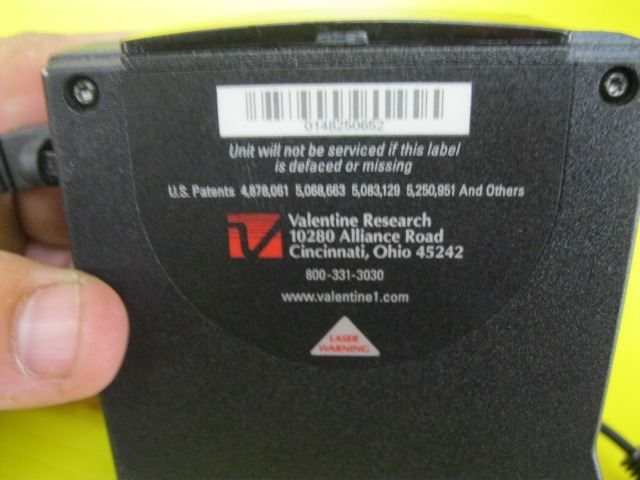 0148250652
Unit will not be serviced if this label
is defaced or missing
U.S. Patents 4,878,061 5,068,663 5,083,129 5,250,951 And Others
Valentine Research
10280 Alliance Road
Cincinnati, Ohio 45242
800-331-3030
www.valentine1.com
LASER
WARNING